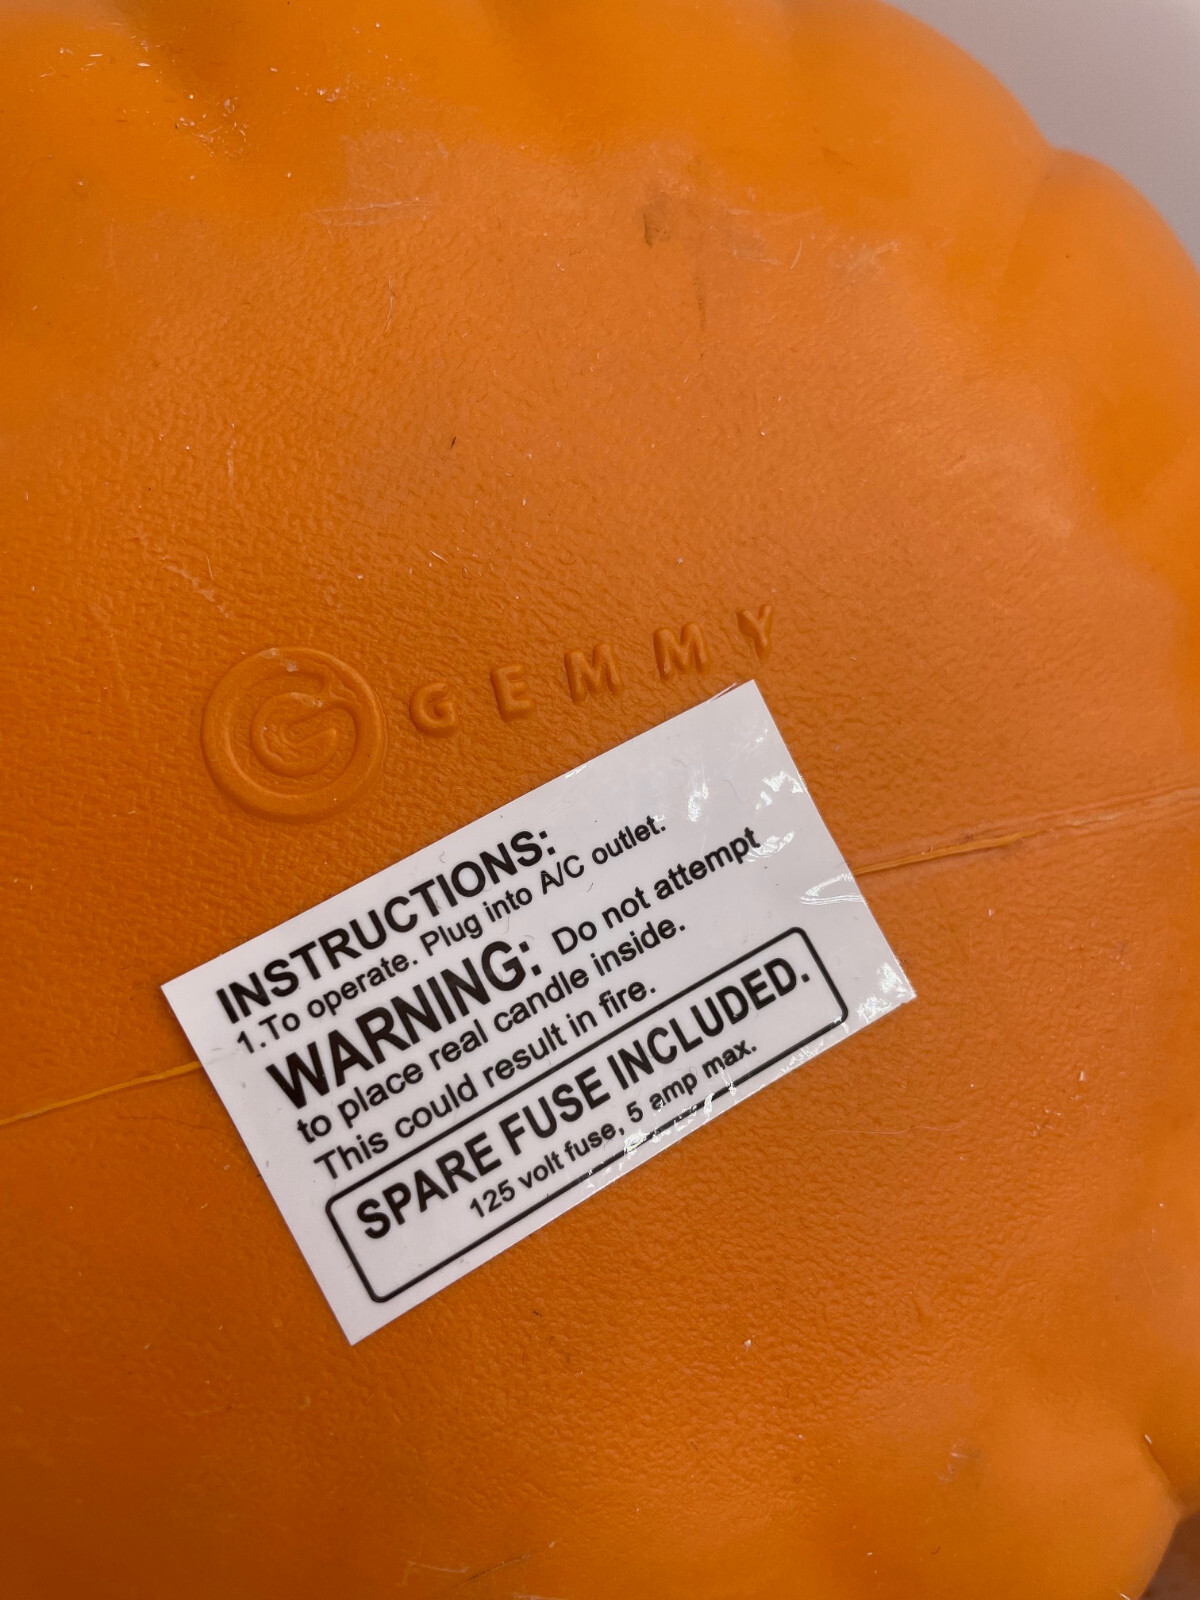 G GEMMY
INSTRUCTIONS:
1.To operate. Plug into A/C outlet.
WARNING: Do not attempt
to place real candle inside.
This could result in fire.
SPARE FUSE INCLUDED.
125 volt fuse, 5 amp max.